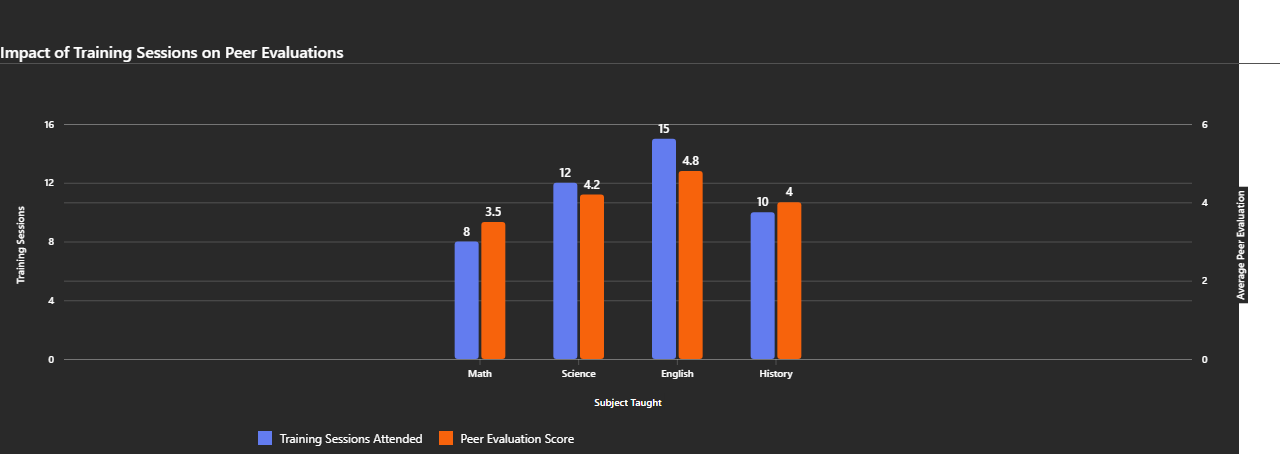 Impact of Training Sessions on Peer Evaluations
16
12
8
4
0
Training Sessions
6
4
2
0
Average Peer Evaluation
8
3.5
12
4.2
15
4.8
10
4
Math
Science
English
History
Subject Taught
Training Sessions Attended
Peer Evaluation Score